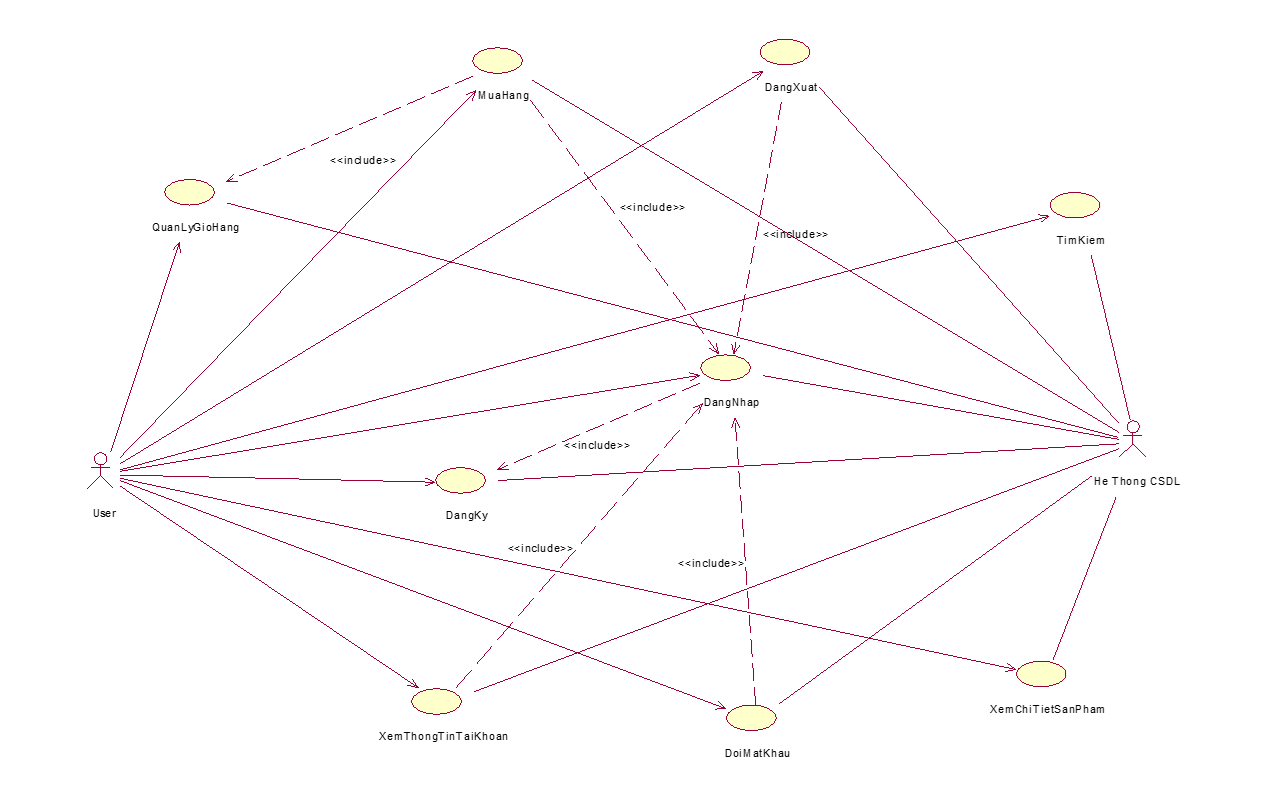 MuaHang
DangXuat
<<include>>
QuanLyGioHang
<<include>>
<<include>>
TimKiem
DangNhap
<<include>>
He Thong CSDL
User
DangKy
<<include>>
<<include>>
XemChiTietSanPham
XemThongTinTaiKhoan
DoiMatKhau